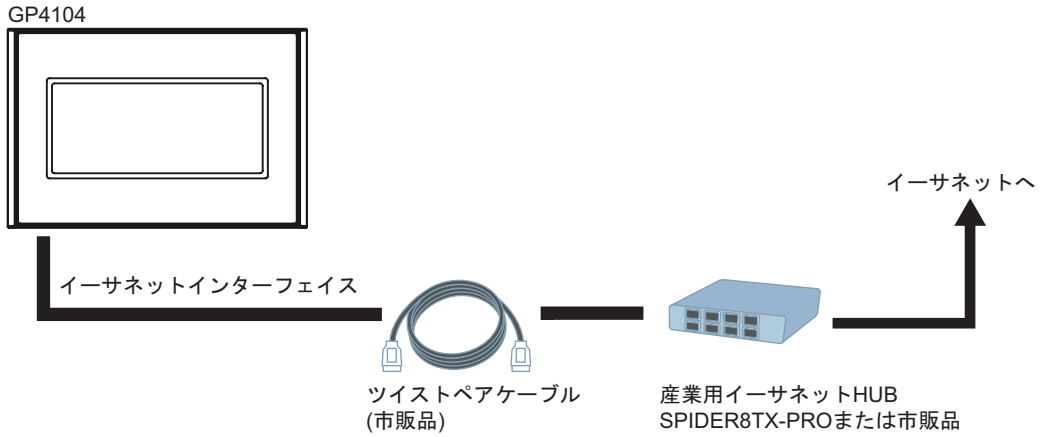 GP4104
イーサネットへ
イーサネットインターフェイス
ツイストペアケーブル
(市販品)
産業用イーサネットHUB
SPIDER8TX-PROまたは市販品